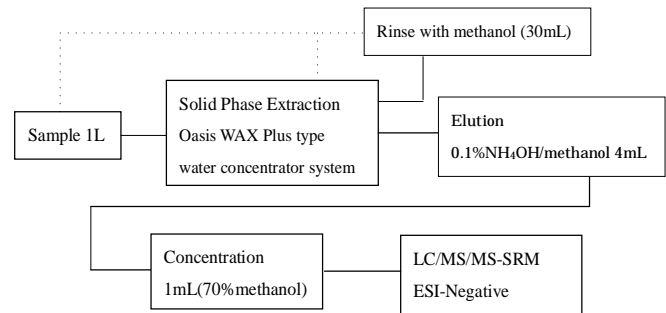 Rinse with methanol (30mL)
Sample 1L
Solid Phase Extraction
Oasis WAX Plus type
water concentrator system
Elution
0.1%NH₄OH/methanol 4mL
Concentration
1mL(70%methanol)
LC/MS/MS-SRM
ESI-Negative